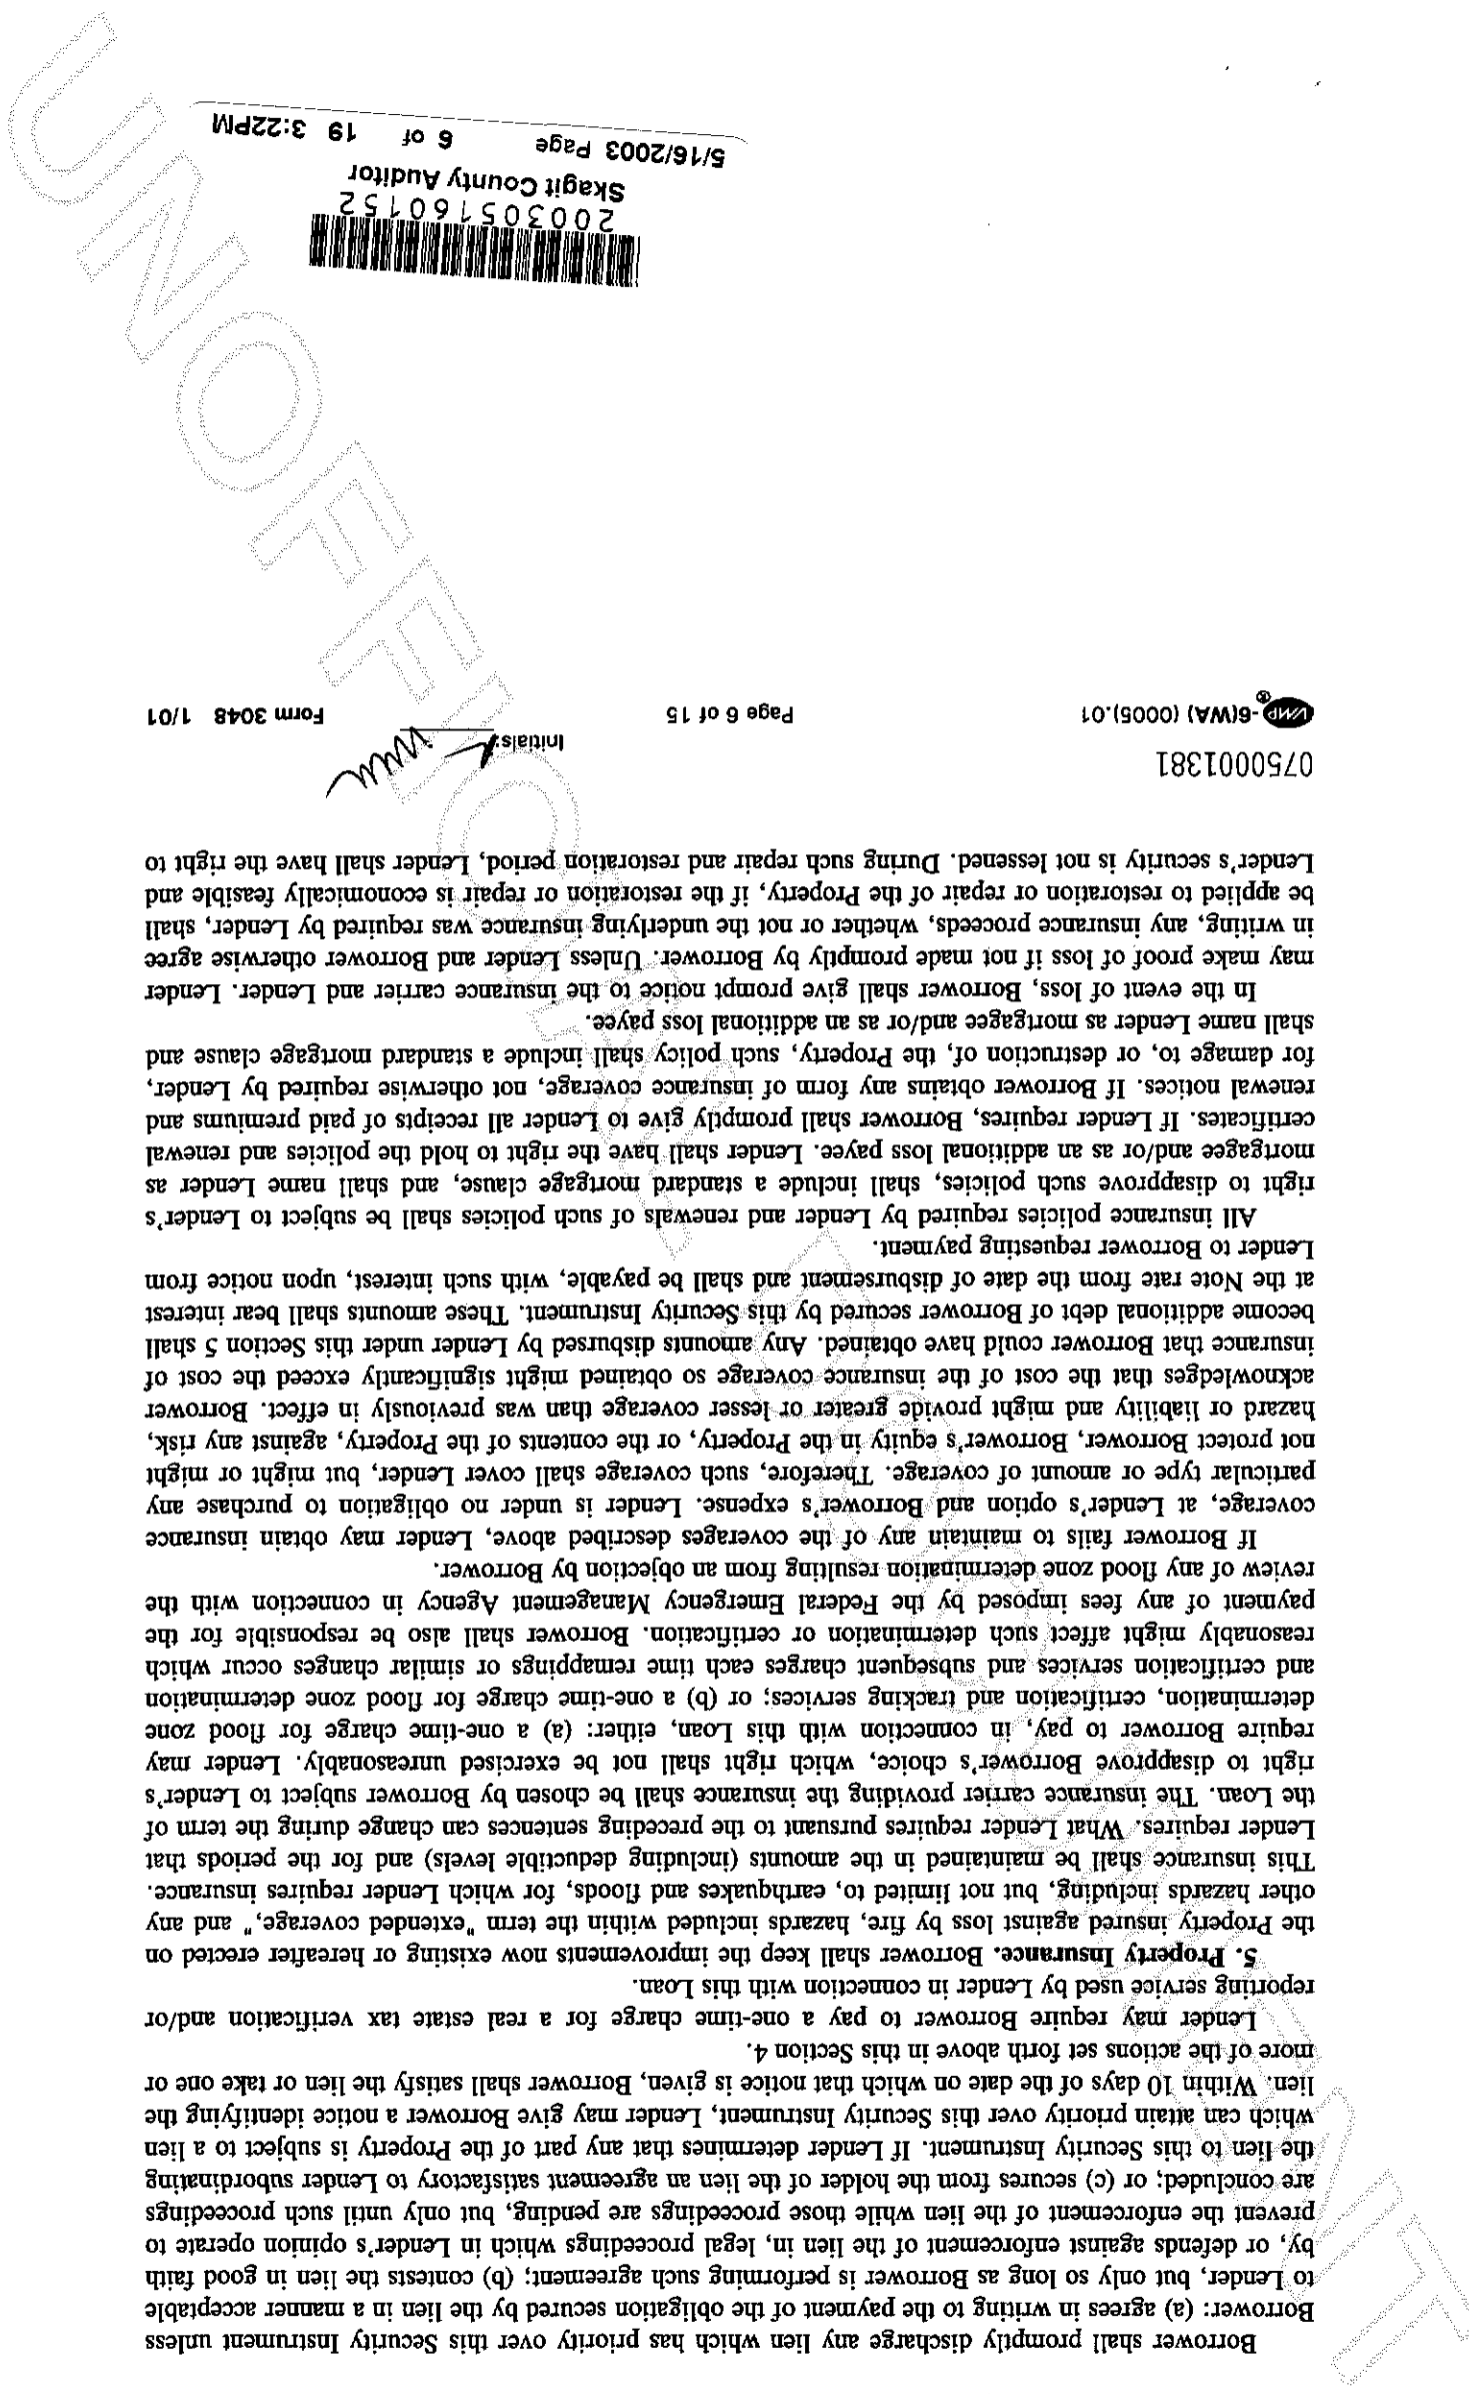 Borrower shall promptly discharge any lien which has priority over this Security Instrument unless
Borrower: (a) agrees in writing to the payment of the obligation secured by the lien in a manner acceptable
to Lender, but only so long as Borrower is performing such agreement; (b) contests the lien in good faith
by, or defends against enforcement of the lien in, legal proceedings which in Lender's opinion operate to
prevent the enforcement of the lien while those proceedings are pending, but only until such proceedings
are concluded; or (c) secures from the holder of the lien an agreement satisfactory to Lender subordinating
the lien to this Security Instrument. If Lender determines that any part of the Property is subject to a lien
which can attain priority over this Security Instrument, Lender may give Borrower a notice identifying the
lien. Within 10 days of the date on which that notice is given, Borrower shall satisfy the lien or take one or
more of the actions set forth above in this Section 4.
Lender may require Borrower to pay a one-time charge for a real estate tax verification and/or
reporting service used by Lender in connection with this Loan.
5. Property Insurance. Borrower shall keep the improvements now existing or hereafter erected on
the Property insured against loss by fire, hazards included within the term "extended coverage," and any
other hazards including, but not limited to, earthquakes and floods, for which Lender requires insurance.
This insurance shall be maintained in the amounts (including deductible levels) and for the periods that
Lender requires. What Lender requires pursuant to the preceding sentences can change during the term of
the Loan. The insurance carrier providing the insurance shall be chosen by Borrower subject to Lender's
right to disapprove Borrower's choice, which right shall not be exercised unreasonably. Lender may
require Borrower to pay, in connection with this Loan, either: (a) a one-time charge for flood zone
determination, certification and tracking services; or (b) a one-time charge for flood zone determination
and certification services and subsequent charges each time remappings or similar changes occur which
reasonably might affect such determination or certification. Borrower shall also be responsible for the
payment of any fees imposed by the Federal Emergency Management Agency in connection with the
review of any flood zone determination resulting from an objection by Borrower.
If Borrower fails to maintain any of the coverages described above, Lender may obtain insurance
coverage, at Lender's option and Borrower's expense. Lender is under no obligation to purchase any
particular type or amount of coverage. Therefore, such coverage shall cover Lender, but might or might
not protect Borrower, Borrower's equity in the Property, or the contents of the Property, against any risk,
hazard or liability and might provide greater or lesser coverage than was previously in effect. Borrower
acknowledges that the cost of the insurance coverage so obtained might significantly exceed the cost of
insurance that Borrower could have obtained. Any amounts disbursed by Lender under this Section 5 shall
become additional debt of Borrower secured by this Security Instrument. These amounts shall bear interest
at the Note rate from the date of disbursement and shall be payable, with such interest, upon notice from
Lender to Borrower requesting payment.
All insurance policies required by Lender and renewals of such policies shall be subject to Lender's
right to disapprove such policies, shall include a standard mortgage clause, and shall name Lender as
mortgagee and/or as an additional loss payee. Lender shall have the right to hold the policies and renewal
certificates. If Lender requires, Borrower shall promptly give to Lender all receipts of paid premiums and
renewal notices. If Borrower obtains any form of insurance coverage, not otherwise required by Lender,
for damage to, or destruction of, the Property, such policy shall include a standard mortgage clause and
shall name Lender as mortgagee and/or as an additional loss payee.
In the event of loss, Borrower shall give prompt notice to the insurance carrier and Lender. Lender
may make proof of loss if not made promptly by Borrower. Unless Lender and Borrower otherwise agree
in writing, any insurance proceeds, whether or not the underlying insurance was required by Lender, shall
be applied to restoration or repair of the Property, if the restoration or repair is economically feasible and
Lender's security is not lessened. During such repair and restoration period, Lender shall have the right to
0750001381
Initials:
VMP®-6(WA) (0005).01 Page 6 of 15 Form 3048 1/01
200305160152
Skagit County Auditor
5/16/2003 Page 6 of 19 3:22PM
UNOFFICIAL DOCUMENT